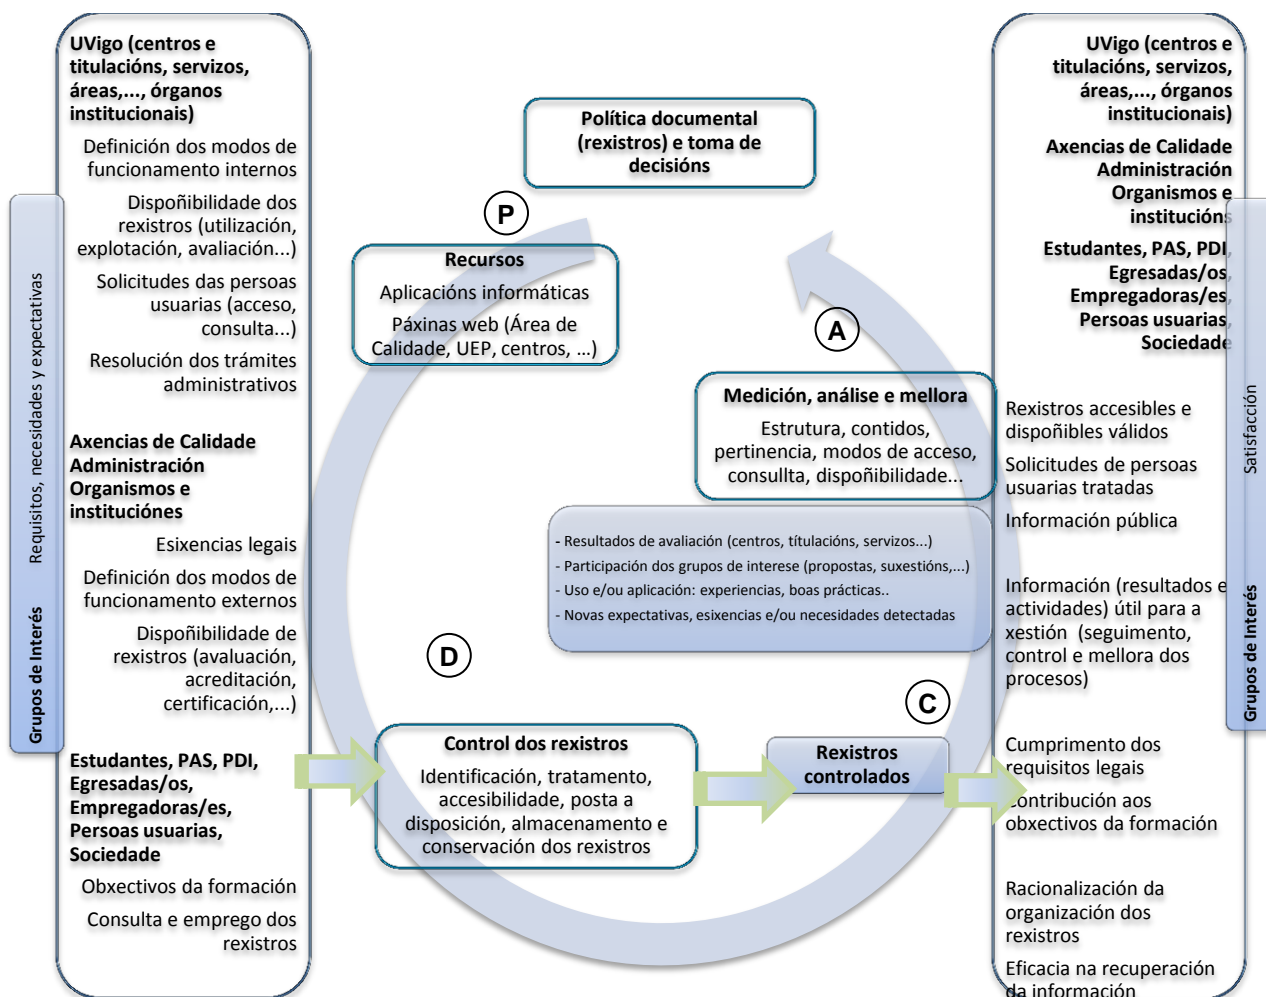 Grupos de Interés Requisitos, necesidades y expectativas
UVigo (centros e
titulacións, servizos,
áreas,..., órganos
institucionais)
Definición dos modos de
funcionamento internos
Dispoñibilidade dos
rexistros (utilización,
explotación, avaliación...)
Solicitudes das persoas
usuarias (acceso,
consulta...)
Resolución dos trámites
administrativos
Axencias de Calidade
Administración
Organismos e
instituciónes
Esixencias legais
Definición dos modos de
funcionamento externos
Dispoñibilidade de
rexistros (avaluación,
acreditación,
certificación,...)
Estudantes, PAS, PDI,
Egresadas/os,
Empregadoras/es,
Persoas usuarias,
Sociedade
Obxectivos da formación
Consulta e emprego dos
rexistros
Política documental
(rexistros) e toma de
decisións
P
Recursos
Aplicacións informáticas
Páxinas web (Área de
Calidade, UEP, centros, ...)
A
Medición, análise e mellora
Estrutura, contidos,
pertinencia, modos de acceso,
consullta, dispoñibilidade...
- Resultados de avaliación (centros, títulacións, servizos...)
- Participación dos grupos de interese (propostas, suxestións,...)
- Uso e/ou aplicación: experiencias, boas prácticas..
- Novas expectativas, esixencias e/ou necesidades detectadas
D
Control dos rexistros
Identificación, tratamento,
accesibilidade, posta a
disposición, almacenamento e
conservación dos rexistros
C
Rexistros
controlados
UVigo (centros e
titulacións, servizos,
áreas,..., órganos
institucionais)
Axencias de Calidade
Administración
Organismos e
institucións
Estudantes, PAS, PDI,
Egresadas/os,
Empregadoras/es,
Persoas usuarias,
Sociedade
Rexistros accesibles e
dispoñibles válidos
Solicitudes de persoas
usuarias tratadas
Información pública
Información (resultados e
actividades) útil para a
xestión (seguimento,
control e mellora dos
procesos)
Cumprimento dos
requisitos legais
Contribución aos
obxectivos da formación
Racionalización da
organización dos
rexistros
Eficacia na recuperación
da información
Grupos de Interés Satisfacción